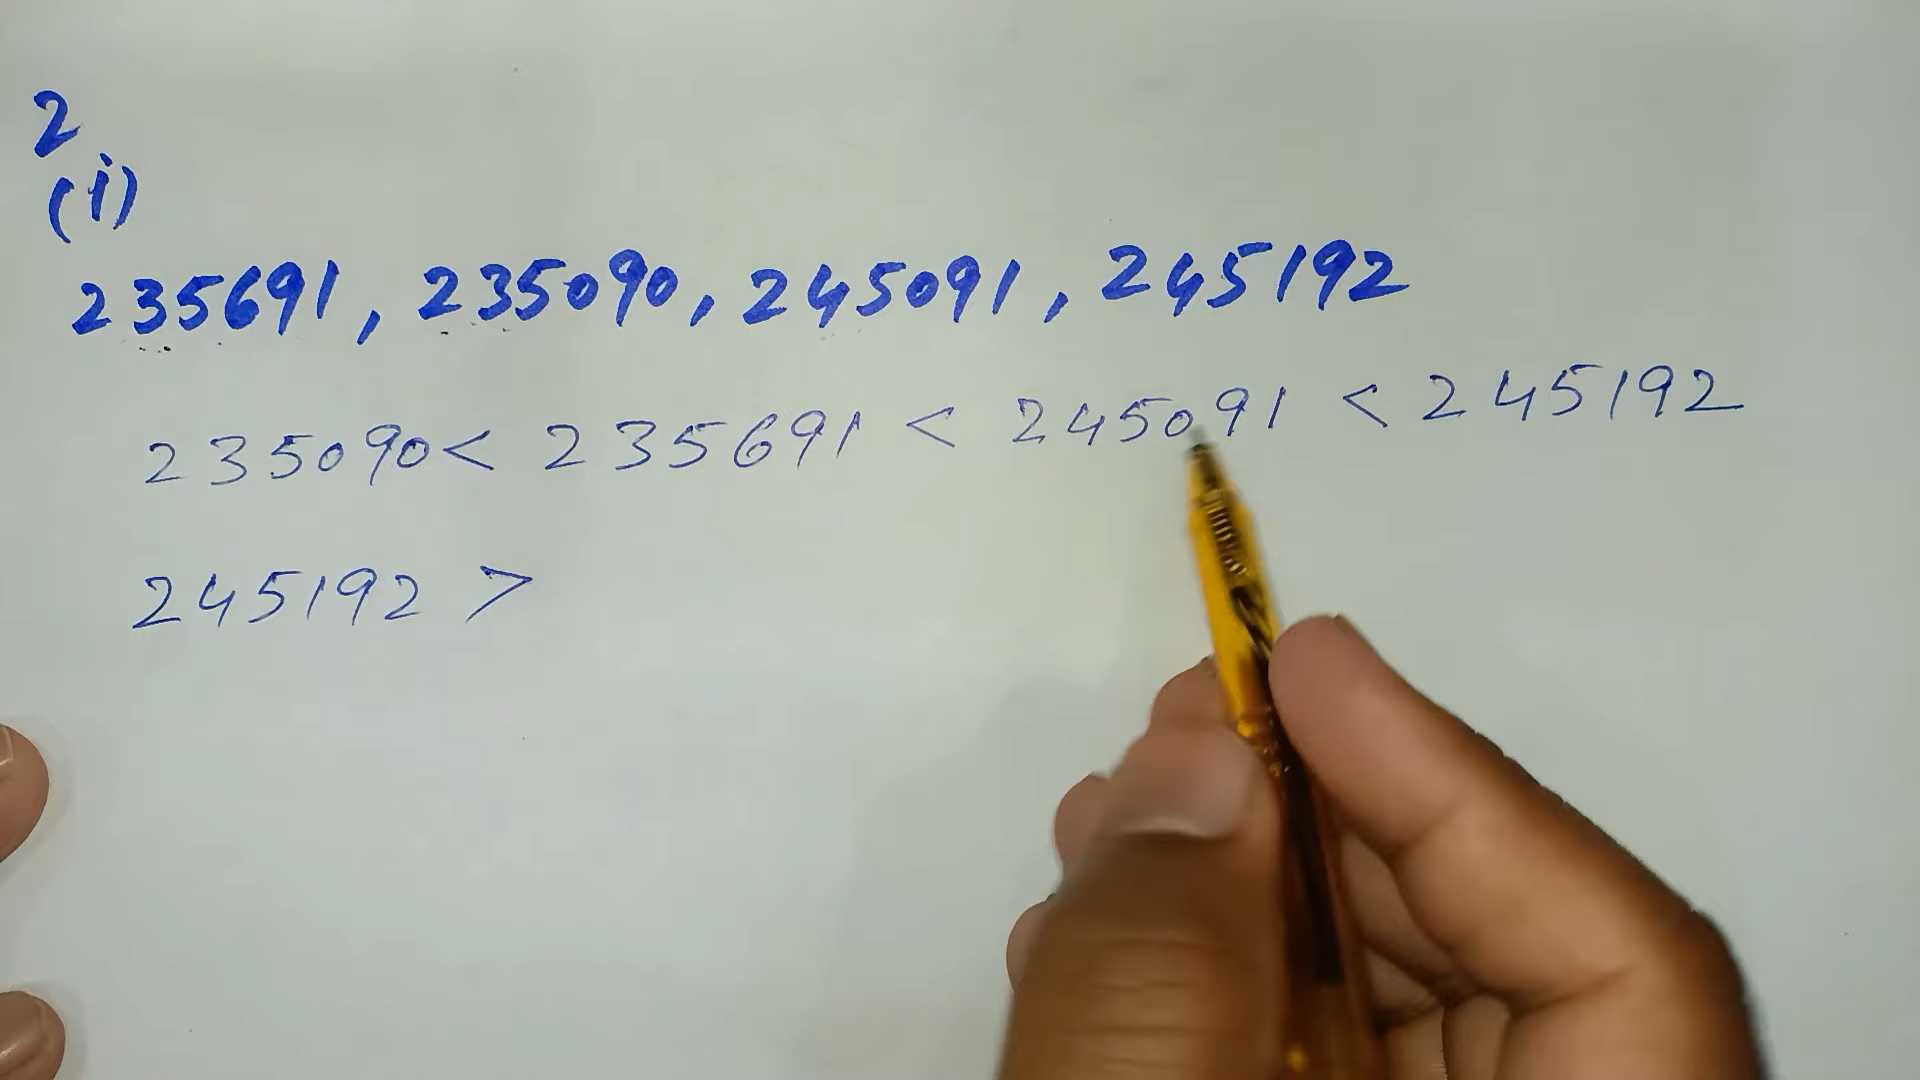 2
(i)
235691, 235090, 245091, 245192
235090 < 235691 < 245091 < 245192
245192 >